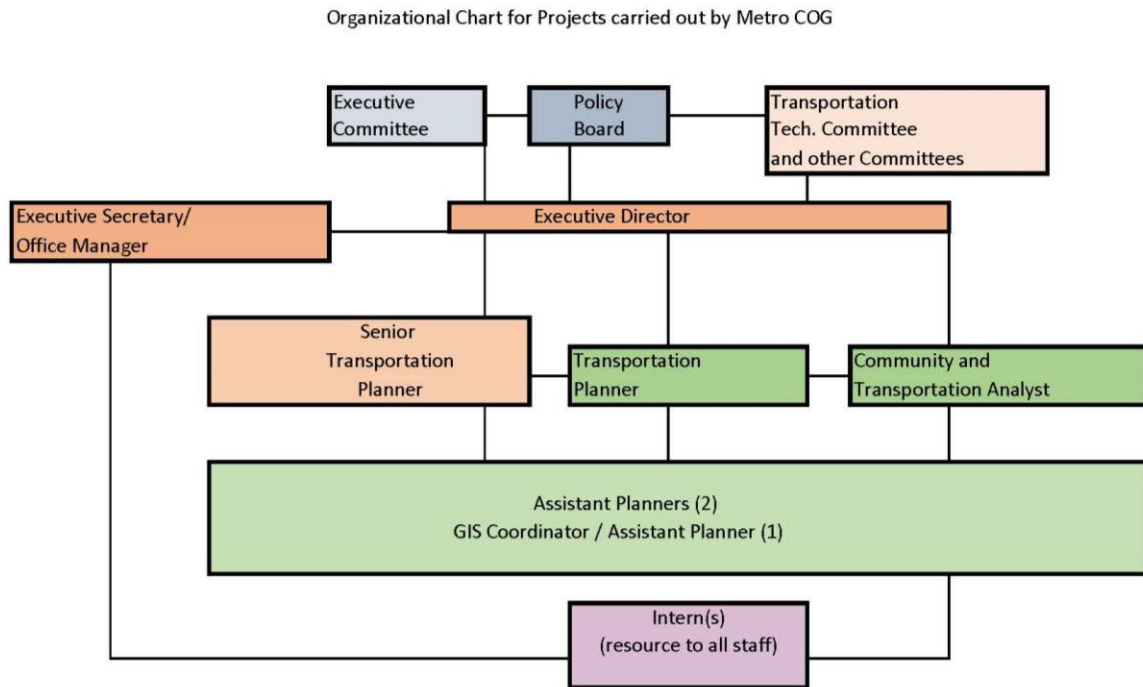 Organizational Chart for Projects carried out by Metro COG
Executive
Committee
Policy
Board
Transportation
Tech. Committee
and other Committees
Executive Secretary/
Office Manager
Executive Director
Senior
Transportation
Planner
Transportation
Planner
Community and
Transportation Analyst
Assistant Planners (2)
GIS Coordinator / Assistant Planner (1)
Intern(s)
(resource to all staff)